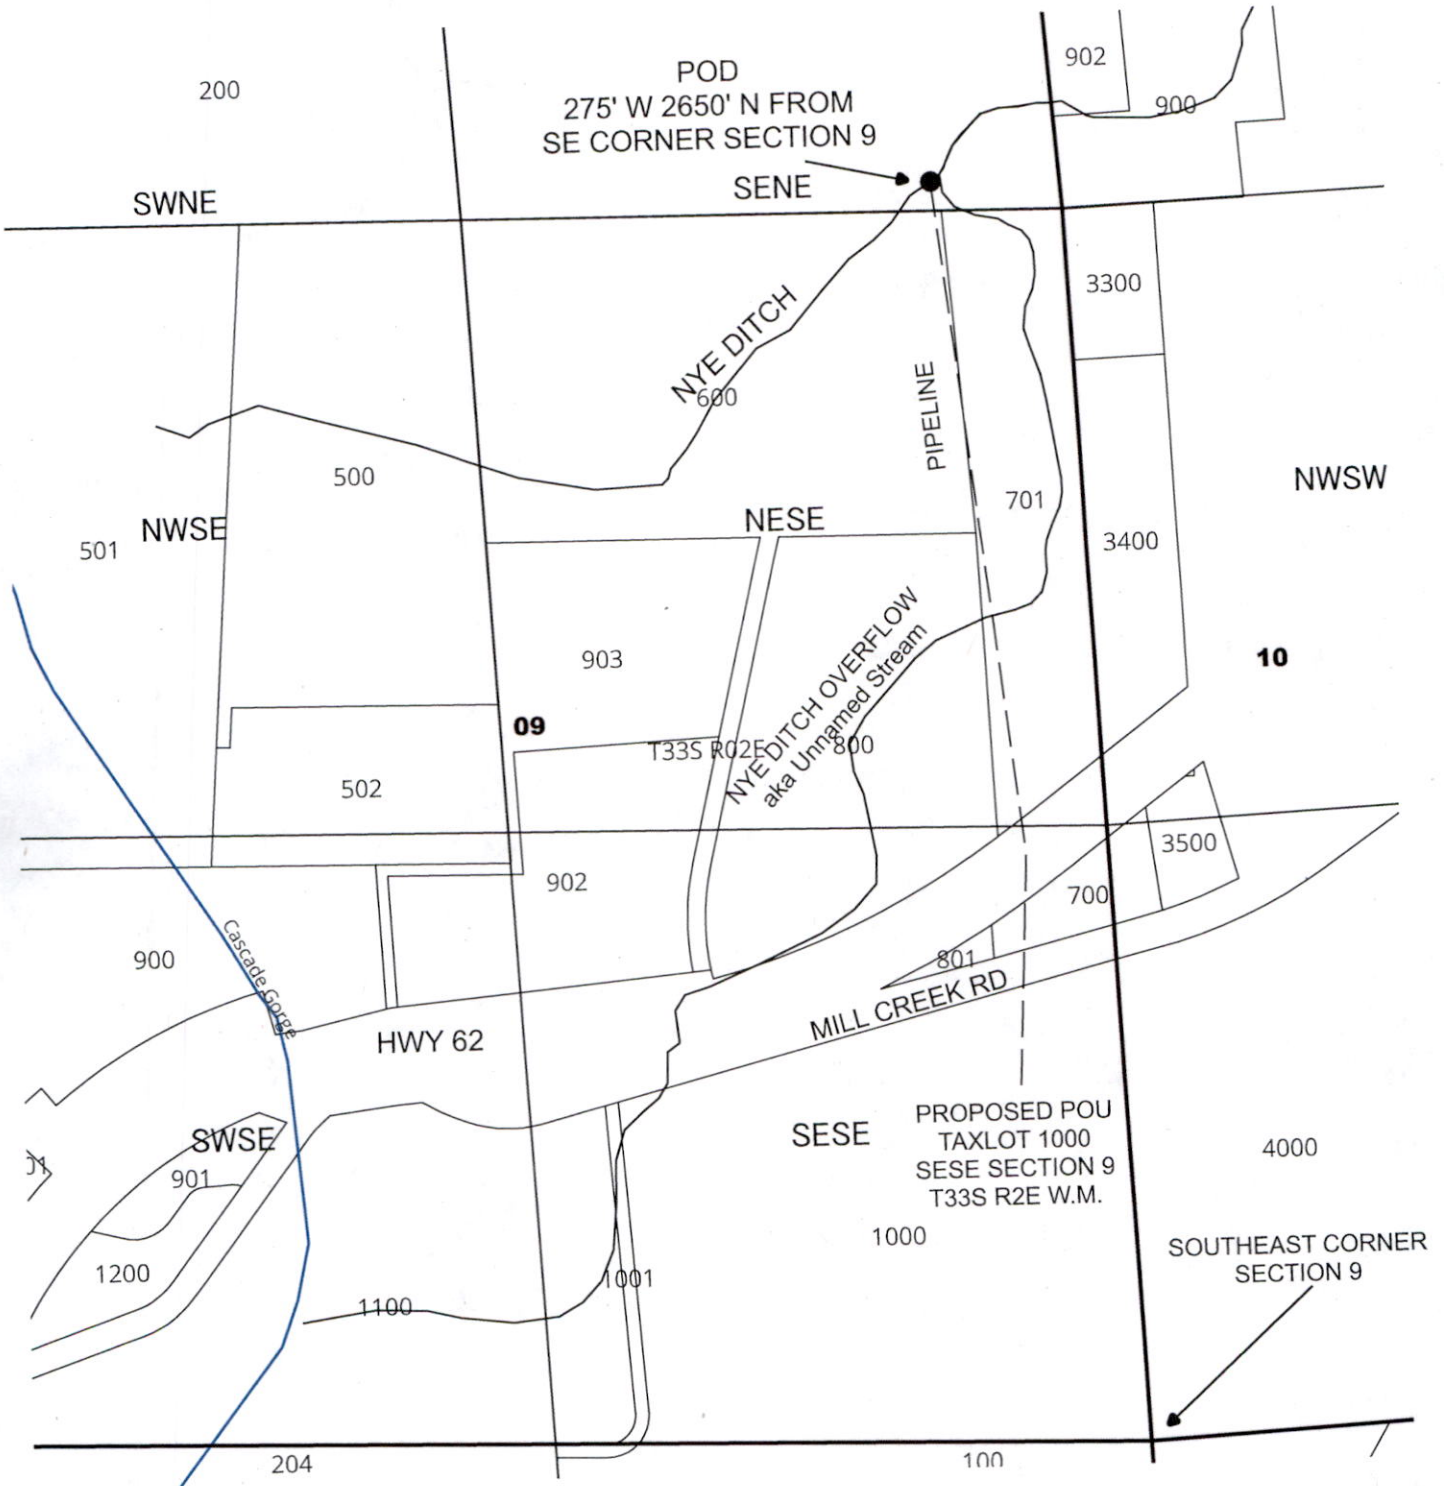 902
200
POD
275' W 2650' N FROM
SE CORNER SECTION 9
900
SWNE
SENE
3300
NYE DITCH
600
PIPELINE
500
701
NWSW
NWSE
501
NESE
3400
903
10
NYE DITCH OVERFLOW
aka Unnamed Stream
09
T33S R02E
800
502
3500
902
700
900
Cascade Gorge
801
MILL CREEK RD
HWY 62
SWSE
901
SESE
PROPOSED POU
TAXLOT 1000
SESE SECTION 9
T33S R2E W.M.
4000
1000
SOUTHEAST CORNER
SECTION 9
1200
1001
1100
204
100